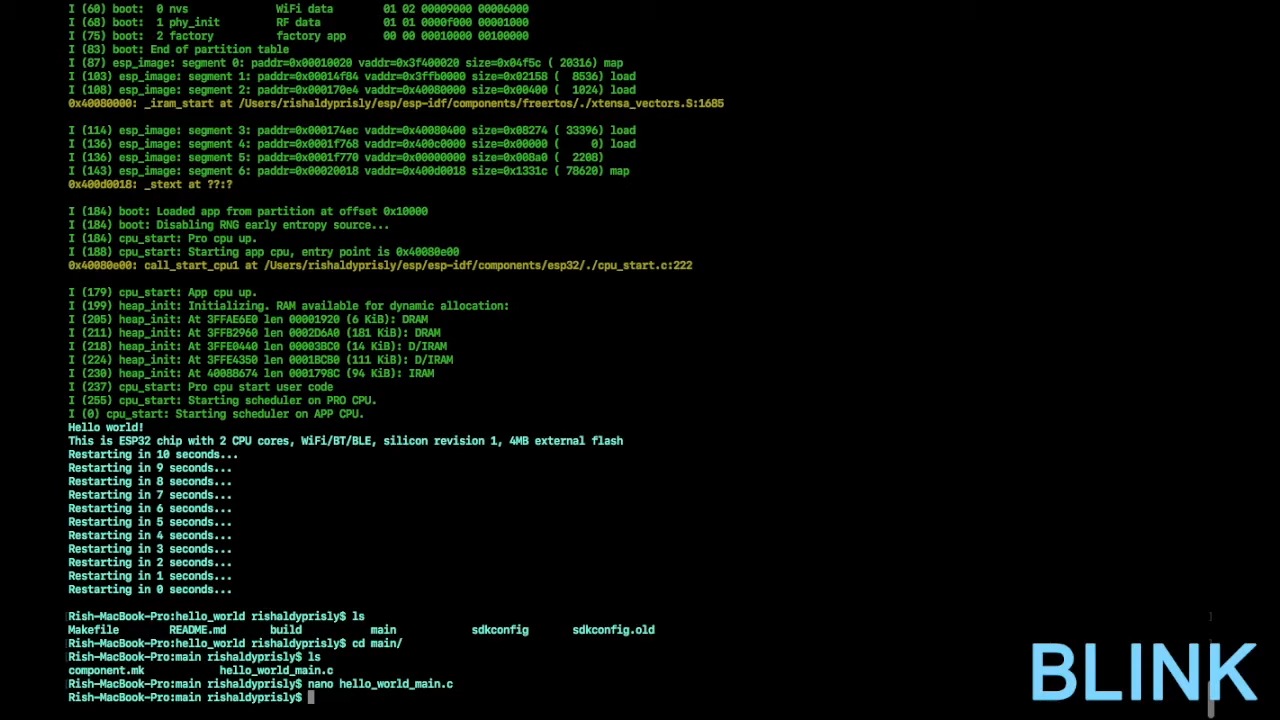 I (60) boot:  0 nvs              WiFi data        01 02 00009000 00006000
I (68) boot:  1 phy_init         RF data          01 01 0000f000 00001000
I (75) boot:  2 factory          factory app      00 00 00010000 00100000
I (83) boot: End of partition table
I (87) esp_image: segment 0: paddr=0x00010020 vaddr=0x3f400020 size=0x04f5c ( 20316) map
I (103) esp_image: segment 1: paddr=0x00014f84 vaddr=0x3ffb0000 size=0x02158 (  8536) load
I (108) esp_image: segment 2: paddr=0x000170e4 vaddr=0x40080000 size=0x00400 (  1024) load
0x40080000: _iram_start at /Users/rishaldyprisly/esp/esp-idf/components/freertos/./xtensa_vectors.S:1685
I (114) esp_image: segment 3: paddr=0x000174ec vaddr=0x40080400 size=0x08274 ( 33396) load
I (136) esp_image: segment 4: paddr=0x0001f768 vaddr=0x400c0000 size=0x00000 (     0) load
I (136) esp_image: segment 5: paddr=0x0001f770 vaddr=0x00000000 size=0x008a0 (  2208)
I (143) esp_image: segment 6: paddr=0x00020018 vaddr=0x400d0018 size=0x1331c ( 78620) map
0x400d0018: _stext at ??:?
I (184) boot: Loaded app from partition at offset 0x10000
I (184) boot: Disabling RNG early entropy source...
I (184) cpu_start: Pro cpu up.
I (188) cpu_start: Starting app cpu, entry point is 0x40080e00
0x40080e00: call_start_cpu1 at /Users/rishaldyprisly/esp/esp-idf/components/esp32/./cpu_start.c:222
I (179) cpu_start: App cpu up.
I (199) heap_init: Initializing. RAM available for dynamic allocation:
I (205) heap_init: At 3FFAE6E0 len 00001920 (6 KiB): DRAM
I (211) heap_init: At 3FFB2960 len 0002D6A0 (181 KiB): DRAM
I (218) heap_init: At 3FFE0440 len 00003BC0 (14 KiB): D/IRAM
I (224) heap_init: At 3FFE4350 len 0001BCB0 (111 KiB): D/IRAM
I (230) heap_init: At 40088674 len 0001798C (94 KiB): IRAM
I (237) cpu_start: Pro cpu start user code
I (255) cpu_start: Starting scheduler on PRO CPU.
I (0) cpu_start: Starting scheduler on APP CPU.
Hello world!
This is ESP32 chip with 2 CPU cores, WiFi/BT/BLE, silicon revision 1, 4MB external flash
Restarting in 10 seconds...
Restarting in 9 seconds...
Restarting in 8 seconds...
Restarting in 7 seconds...
Restarting in 6 seconds...
Restarting in 5 seconds...
Restarting in 4 seconds...
Restarting in 3 seconds...
Restarting in 2 seconds...
Restarting in 1 seconds...
Restarting in 0 seconds...
[Rish-MacBook-Pro:hello_world rishaldyprisly$ ls ]
Makefile        README.md       build           main            sdkconfig       sdkconfig.old
[Rish-MacBook-Pro:hello_world rishaldyprisly$ cd main/
[Rish-MacBook-Pro:main rishaldyprisly$ ls
component.mk            hello_world_main.c
[Rish-MacBook-Pro:main rishaldyprisly$ nano hello_world_main.c
Rish-MacBook-Pro:main rishaldyprisly$
BLINK